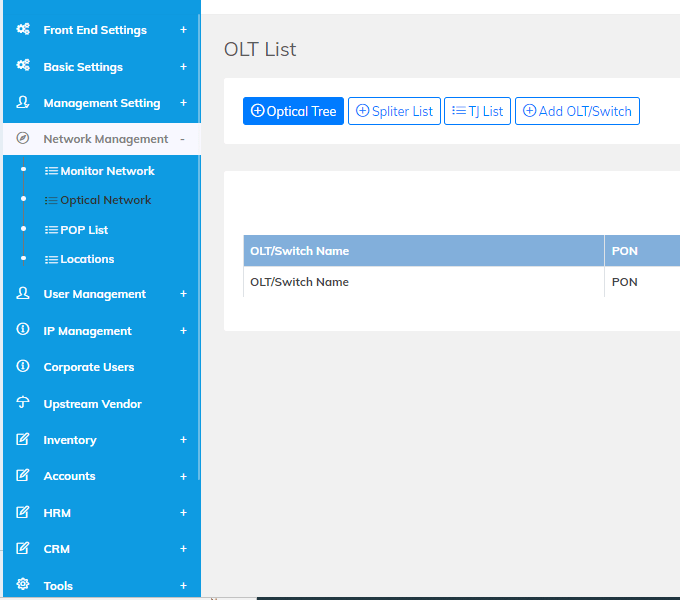 Front End Settings +
Basic Settings +
Management Setting +
Network Management -
Monitor Network
Optical Network
POP List
Locations
User Management +
IP Management +
Corporate Users
Upstream Vendor
Inventory +
Accounts +
HRM +
CRM +
Tools +
OLT List
Optical Tree Spliter List TJ List Add OLT/Switch
OLT/Switch Name PON
OLT/Switch Name PON